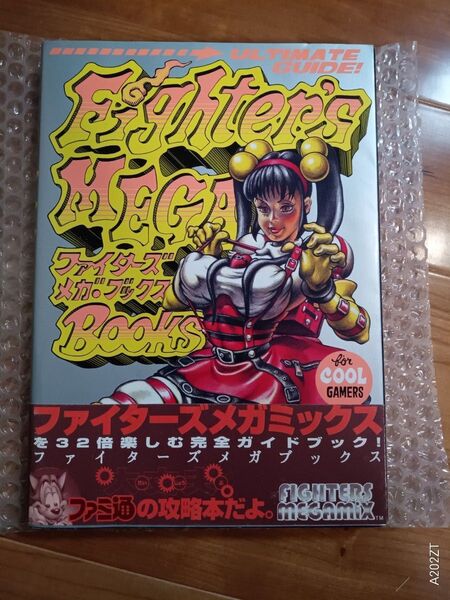 ULTIMATE
GUIDE!
Fighter's
MEGA
ファイターズ
メガ・ブックス
BOOKS
for
COOL
GAMERS
ファイターズメガミックス
を32倍楽しむ完全ガイドブック!
ファイターズメガブックス
ファミ通の攻略本だよ。
FIGHTERS
MEGAMiX™
A202ZT